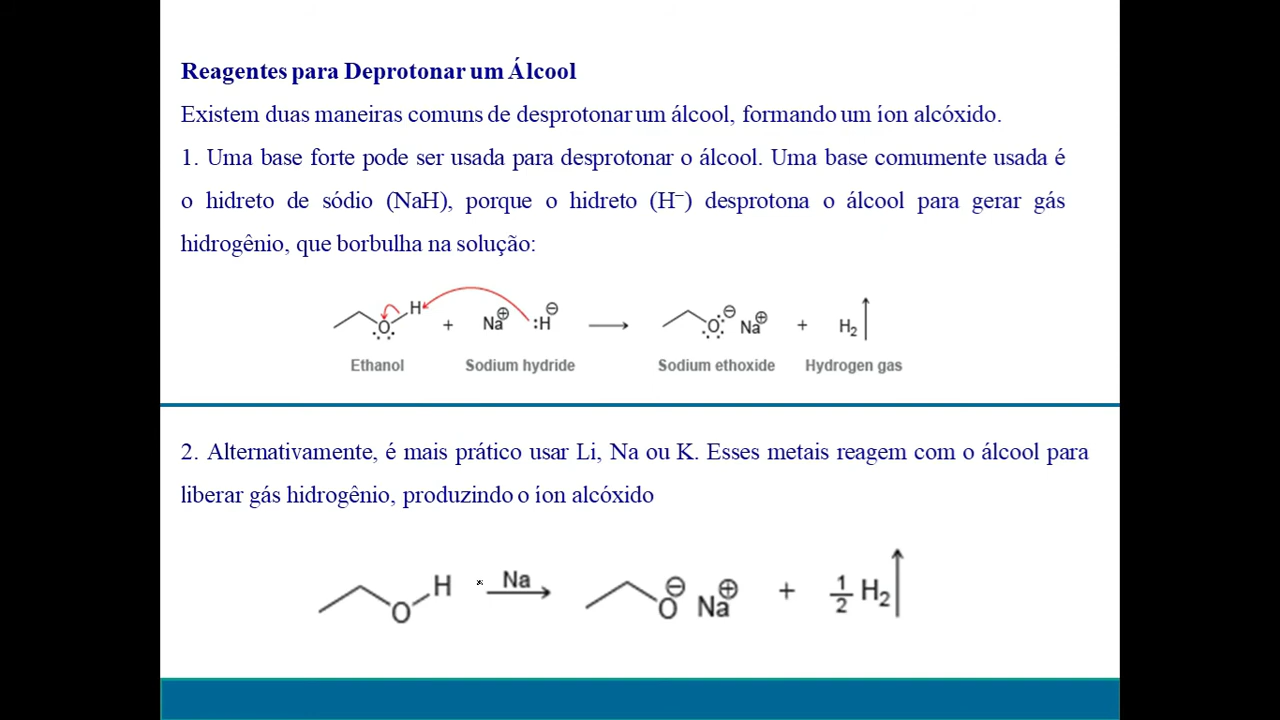 Reagentes para Deprotonar um Álcool
Existem duas maneiras comuns de desprotonar um álcool, formando um íon alcóxido.
1. Uma base forte pode ser usada para desprotonar o álcool. Uma base comumente usada é
o hidreto de sódio (NaH), porque o hidreto (H⁻) desprotona o álcool para gerar gás
hidrogênio, que borbulha na solução:
O H + Na⊕ :H⊖ → O⊖ Na⊕ + H₂↑
Ethanol Sodium hydride Sodium ethoxide Hydrogen gas
2. Alternativamente, é mais prático usar Li, Na ou K. Esses metais reagem com o álcool para
liberar gás hidrogênio, produzindo o íon alcóxido
O H Na → O⊖ Na⊕ + 1/2 H₂↑